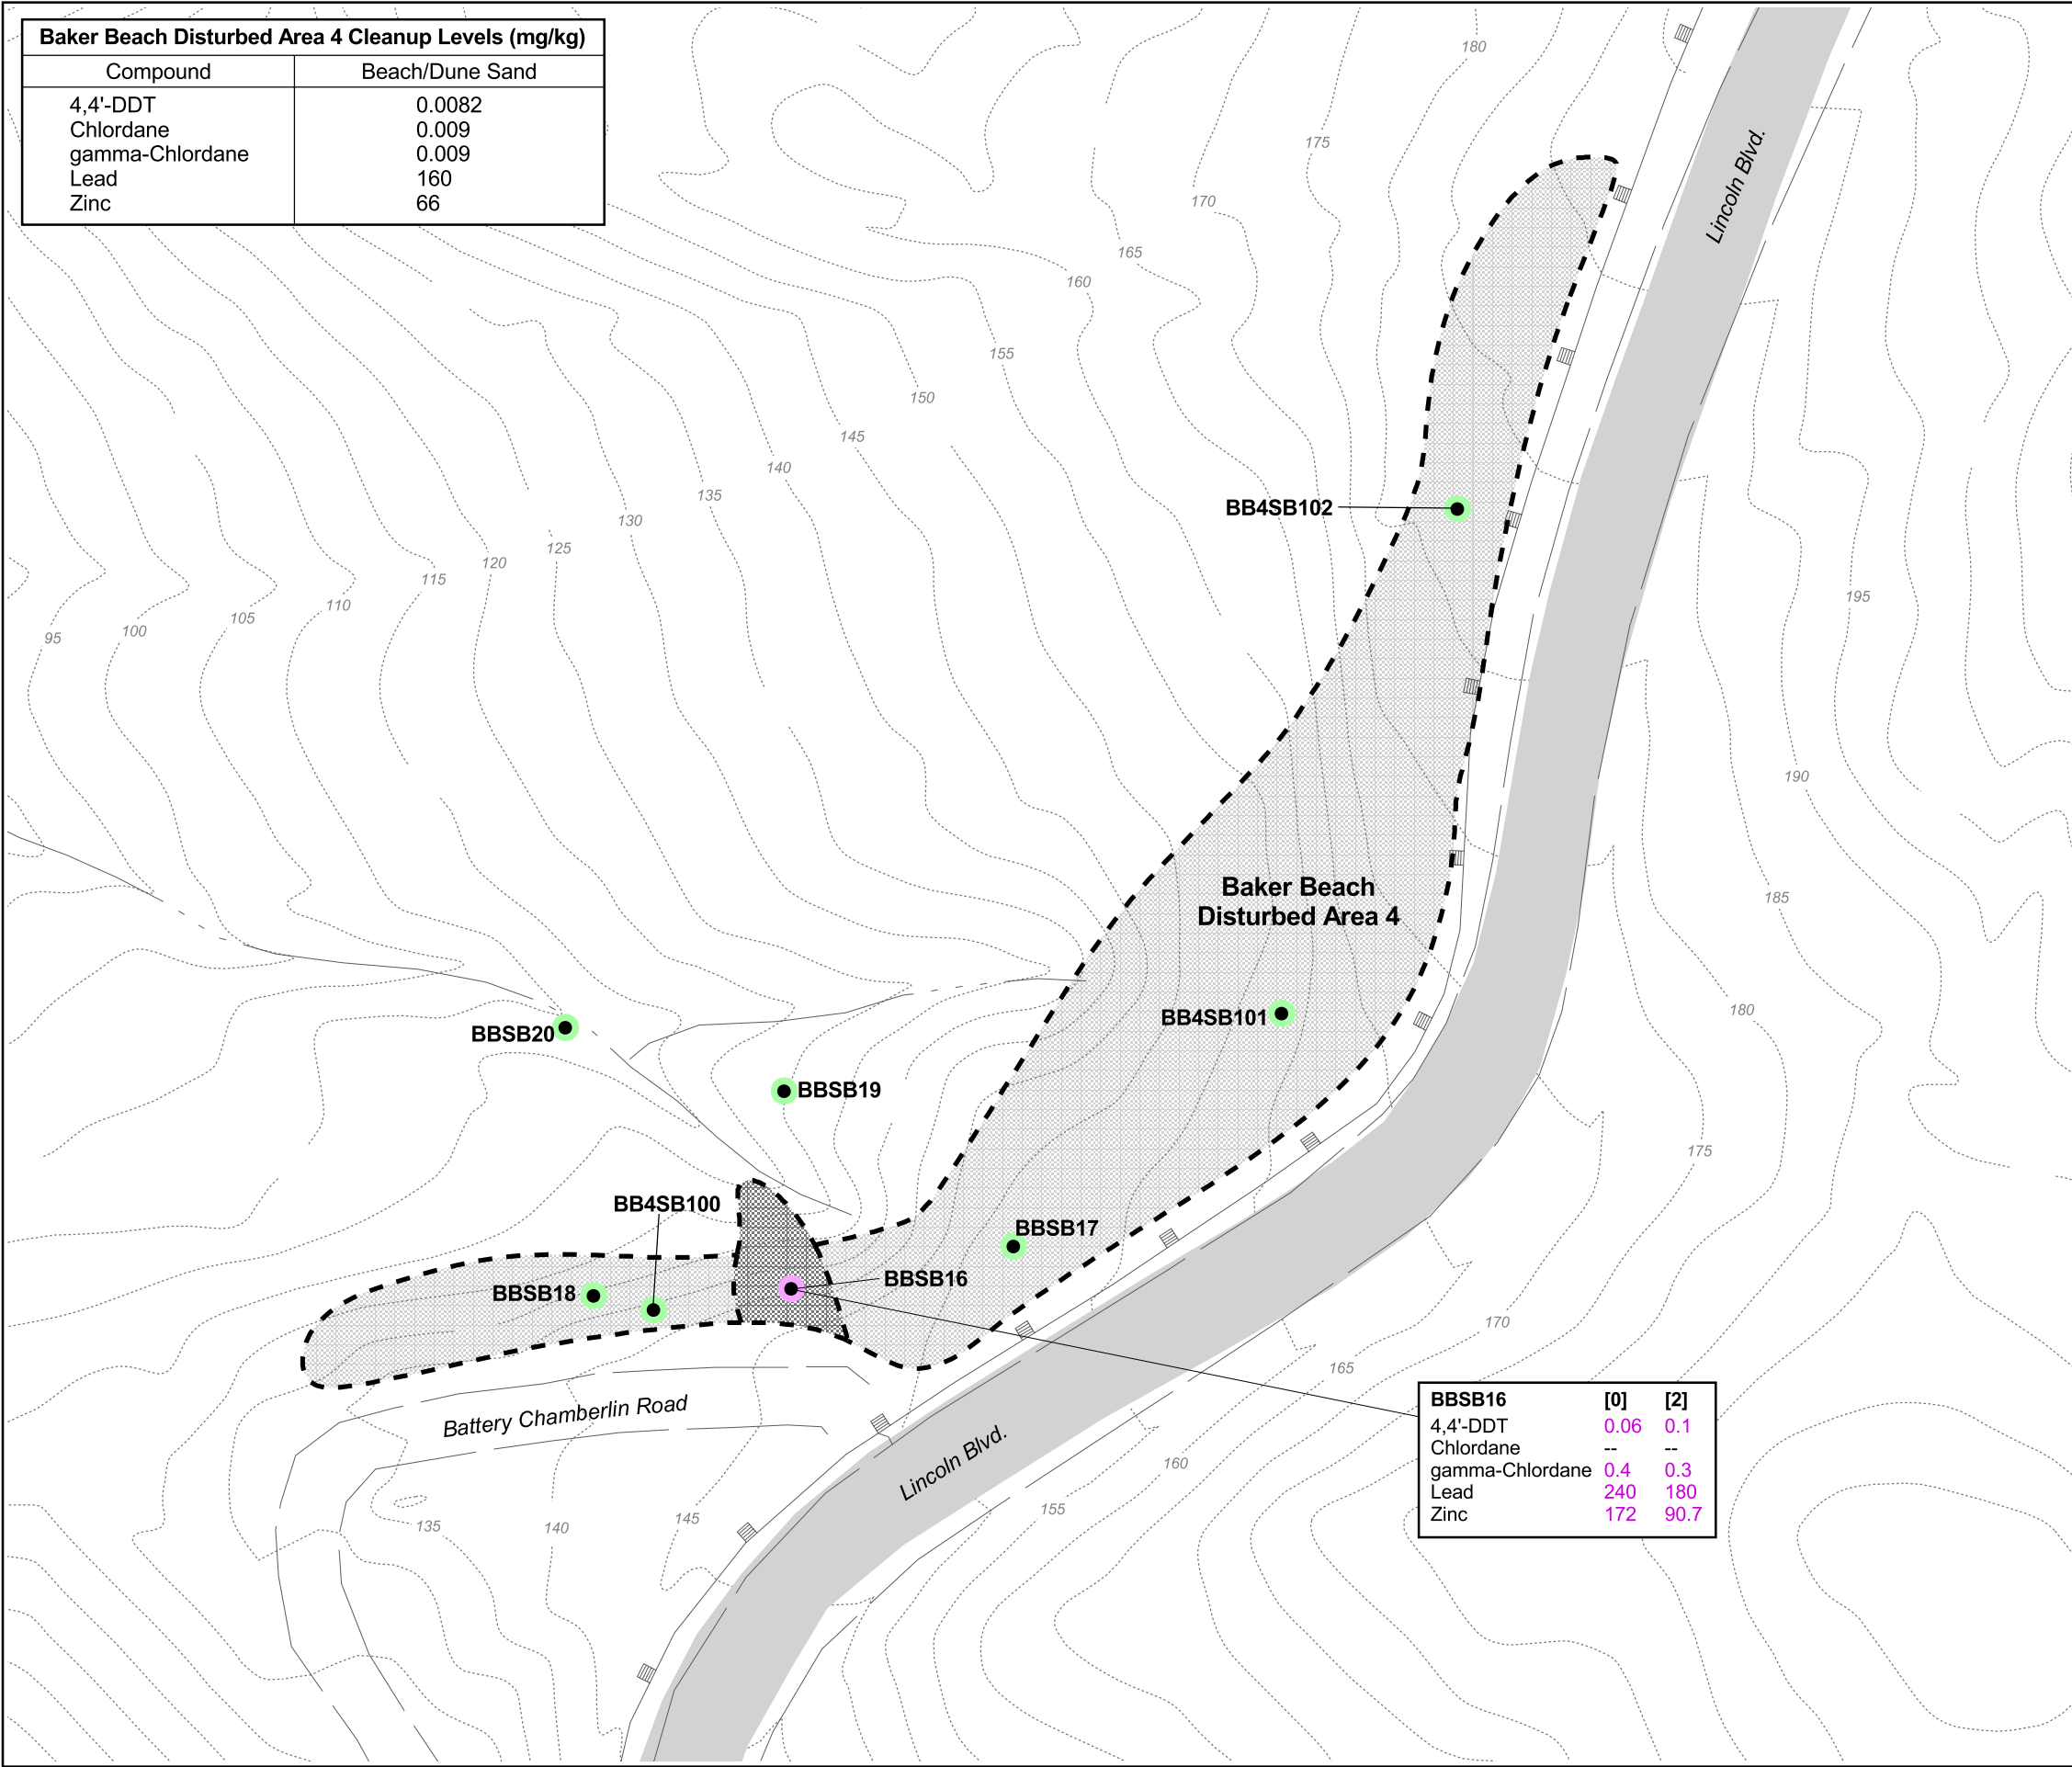 Baker Beach Disturbed Area 4 Cleanup Levels (mg/kg)
Compound Beach/Dune Sand
4,4'-DDT 0.0082
Chlordane 0.009
gamma-Chlordane 0.009
Lead 160
Zinc 66
180
Lincoln Blvd.
175
170
165
160
155
150
145
140
135
130
125
120
115
110
105
100
95
BB4SB102
195
190
185
180
175
170
165
160
155
Baker Beach
Disturbed Area 4
BB4SB101
BBSB20
BBSB19
BB4SB100
BBSB17
BBSB16
BBSB18
Battery Chamberlin Road
Lincoln Blvd.
135
140
145
BBSB16 [0] [2]
4,4'-DDT 0.06 0.1
Chlordane -- --
gamma-Chlordane 0.4 0.3
Lead 240 180
Zinc 172 90.7